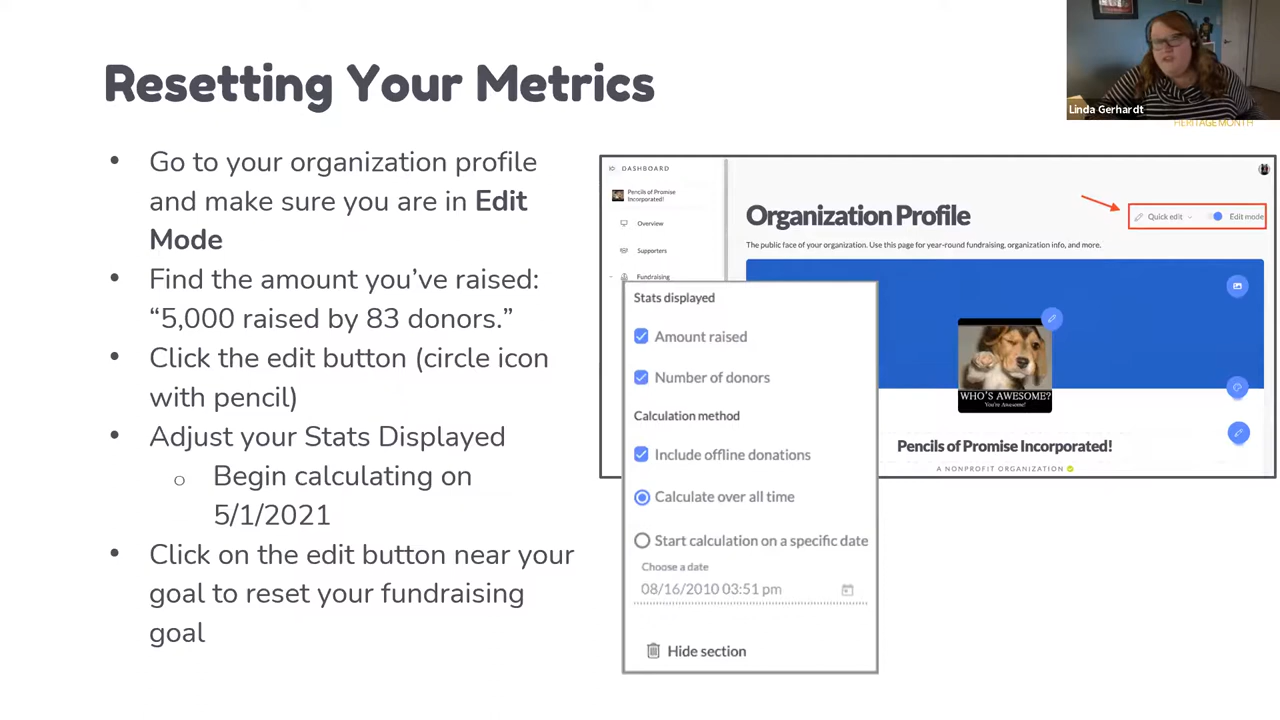 Resetting Your Metrics
Linda Gerhardt
HERITAGE MONTH
• Go to your organization profile
and make sure you are in Edit
Mode
• Find the amount you’ve raised:
“5,000 raised by 83 donors.”
• Click the edit button (circle icon
with pencil)
• Adjust your Stats Displayed
○ Begin calculating on
5/1/2021
• Click on the edit button near your
goal to reset your fundraising
goal
DASHBOARD
Pencils of Promise
Incorporated!
Overview
Supporters
Fundraising
Organization Profile
Quick edit
Edit mode
The public face of your organization. Use this page for year-round fundraising, organization info, and more.
WHO'S AWESOME?
You're Awesome!
Pencils of Promise Incorporated!
A NONPROFIT ORGANIZATION
Stats displayed
Amount raised
Number of donors
Calculation method
Include offline donations
Calculate over all time
Start calculation on a specific date
Choose a date
08/16/2010 03:51 pm
Hide section